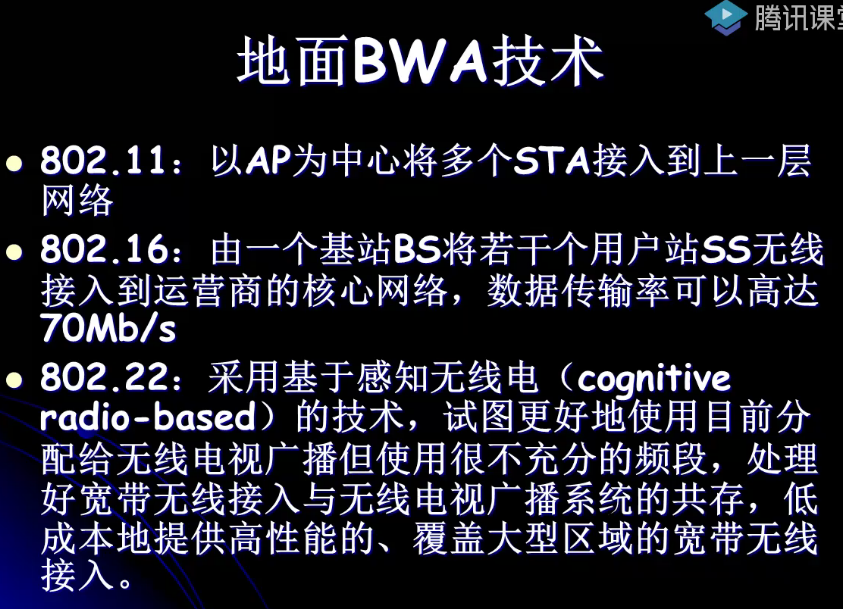 腾讯课堂
地面BWA技术
802.11：以AP为中心将多个STA接入到上一层
网络
802.16：由一个基站BS将若干个用户站SS无线
接入到运营商的核心网络，数据传输率可以高达
70Mb/s
802.22：采用基于感知无线电（cognitive
radio-based）的技术，试图更好地使用目前分
配给无线电视广播但使用很不充分的频段，处理
好宽带无线接入与无线电视广播系统的共存，低
成本地提供高性能的、覆盖大型区域的宽带无线
接入。